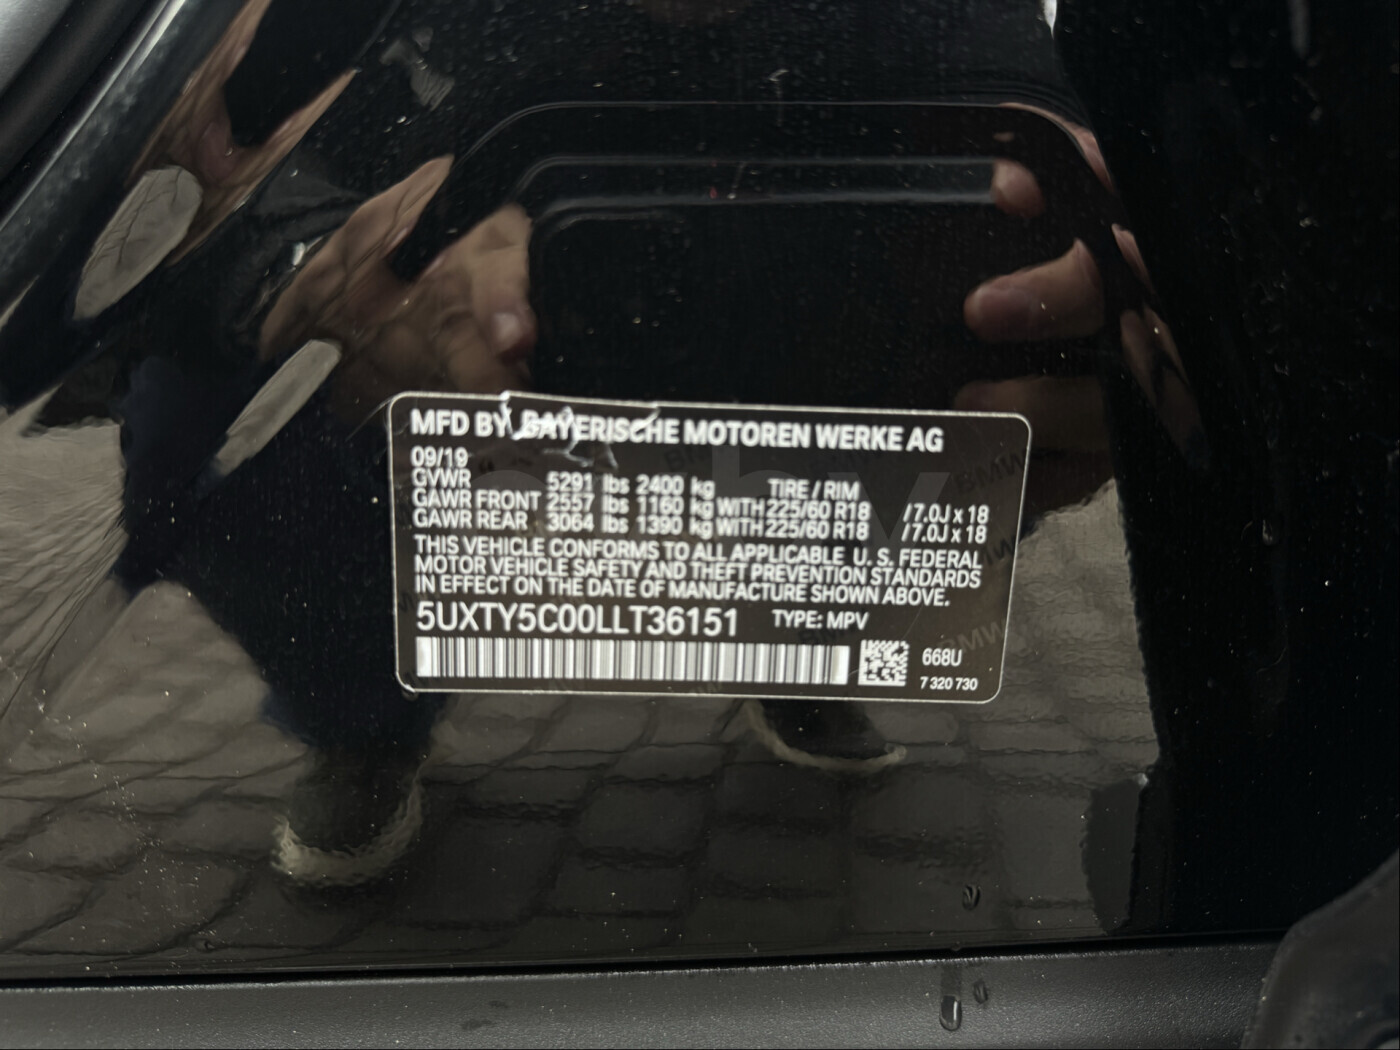 MFD BY BAYERISCHE MOTOREN WERKE AG
09/19
GVWR 5291 lbs 2400 kg TIRE / RIM
GAWR FRONT 2557 lbs 1160 kg WITH 225/60 R18 / 7.0J x 18
GAWR REAR 3064 lbs 1390 kg WITH 225/60 R18 / 7.0J x 18
THIS VEHICLE CONFORMS TO ALL APPLICABLE U. S. FEDERAL
MOTOR VEHICLE SAFETY AND THEFT PREVENTION STANDARDS
IN EFFECT ON THE DATE OF MANUFACTURE SHOWN ABOVE.
5UXTY5C00LLT36151 TYPE: MPV
668U
7 320 730